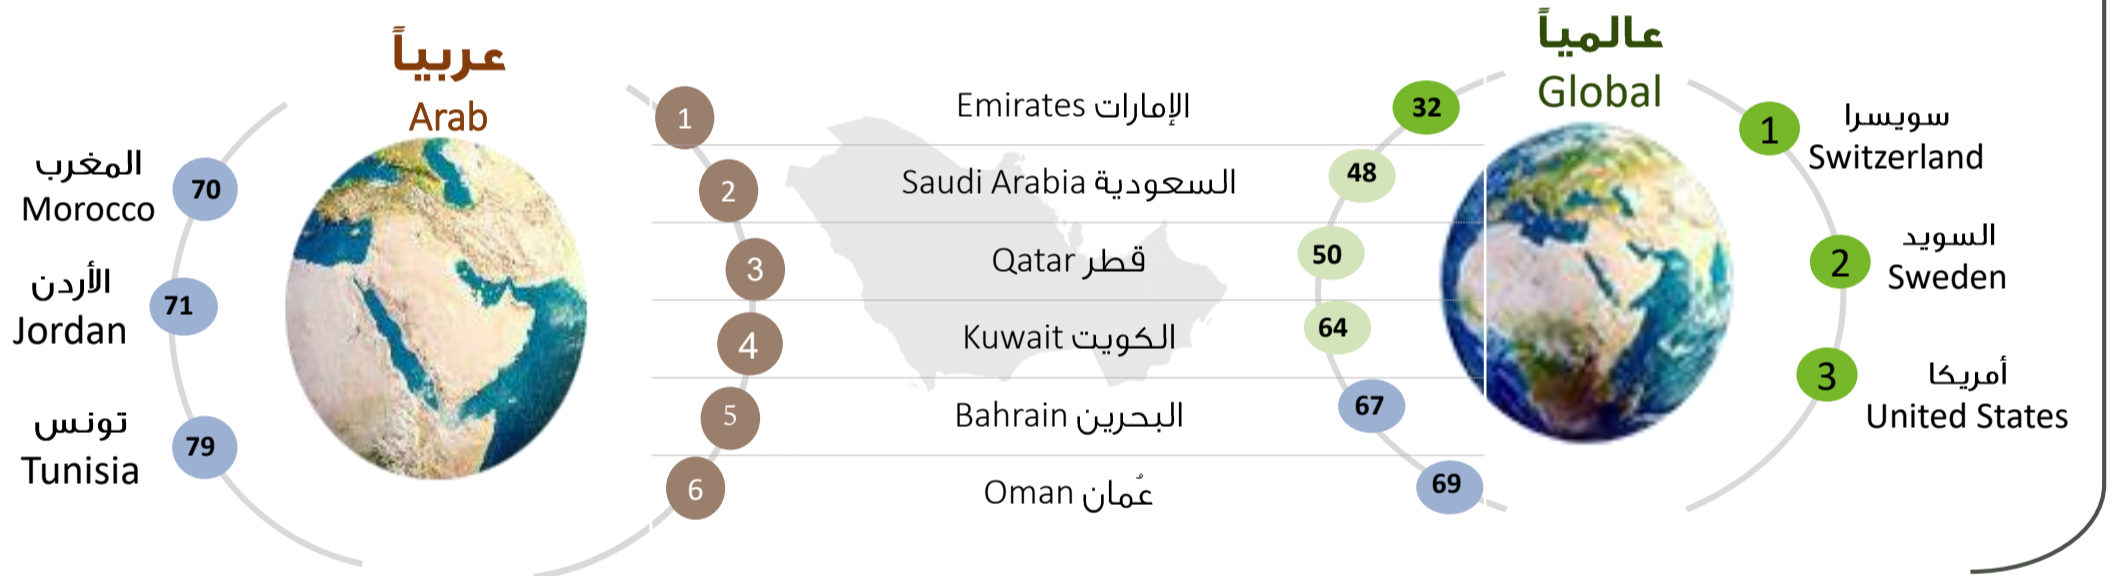 عربياً
Arab
المغرب
Morocco
70
الأردن
Jordan
71
تونس
Tunisia
79
1
Emirates الإمارات
32
2
Saudi Arabia السعودية
48
3
Qatar قطر
50
4
Kuwait الكويت
64
5
Bahrain البحرين
67
6
Oman عُمان
69
عالمياً
Global
1
سويسرا
Switzerland
2
السويد
Sweden
3
أمريكا
United States